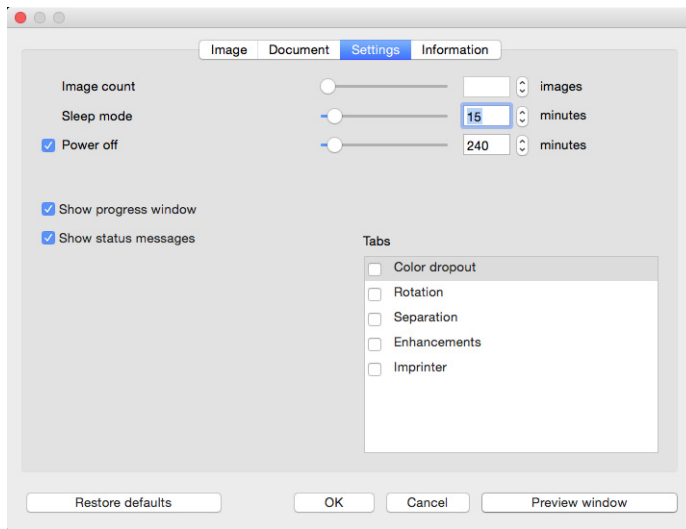 Image Document Settings Information
Image count images
Sleep mode 15 minutes
Power off 240 minutes
Show progress window
Show status messages
Tabs
Color dropout
Rotation
Separation
Enhancements
Imprinter
Restore defaults OK Cancel Preview window